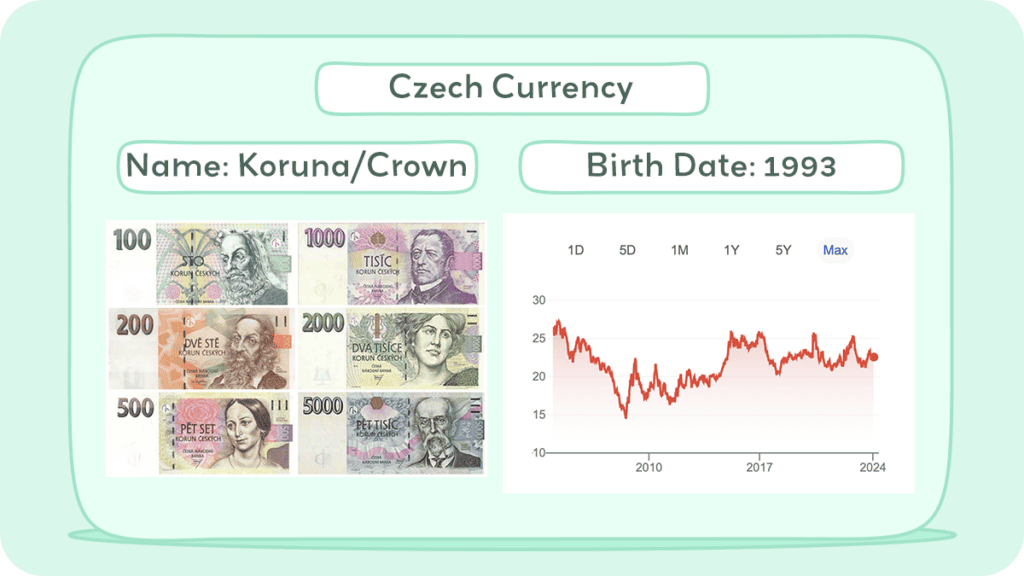 Czech Currency
Name: Koruna/Crown
Birth Date: 1993
100
STO
KORUN ČESKÝCH
ČESKÁ NÁRODNÍ
BANKA
1000
TISÍC
KORUN ČESKÝCH
ČESKÁ NÁRODNÍ
BANKA
200
DVĚ STĚ
KORUN ČESKÝCH
ČESKÁ NÁRODNÍ
BANKA
2000
DVA TISÍCE
KORUN ČESKÝCH
ČESKÁ NÁRODNÍ
BANKA
500
PĚT SET
KORUN ČESKÝCH
ČESKÁ NÁRODNÍ
BANKA
5000
PĚT TISÍC
KORUN ČESKÝCH
ČESKÁ NÁRODNÍ BANKA
1D 5D 1M 1Y 5Y Max
30
25
20
15
10
2010 2017 2024